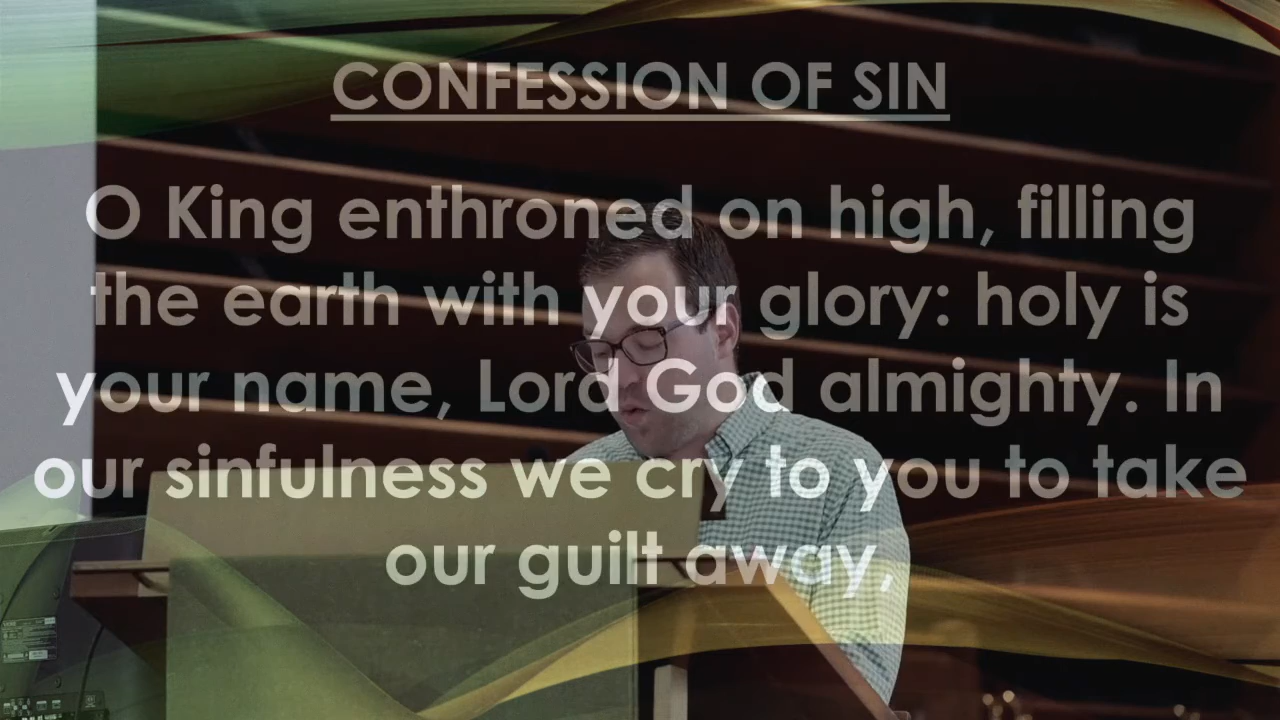 CONFESSION OF SIN
O King enthroned on high, filling
the earth with your glory: holy is
your name, Lord God almighty. In
our sinfulness we cry to you to take
our guilt away,